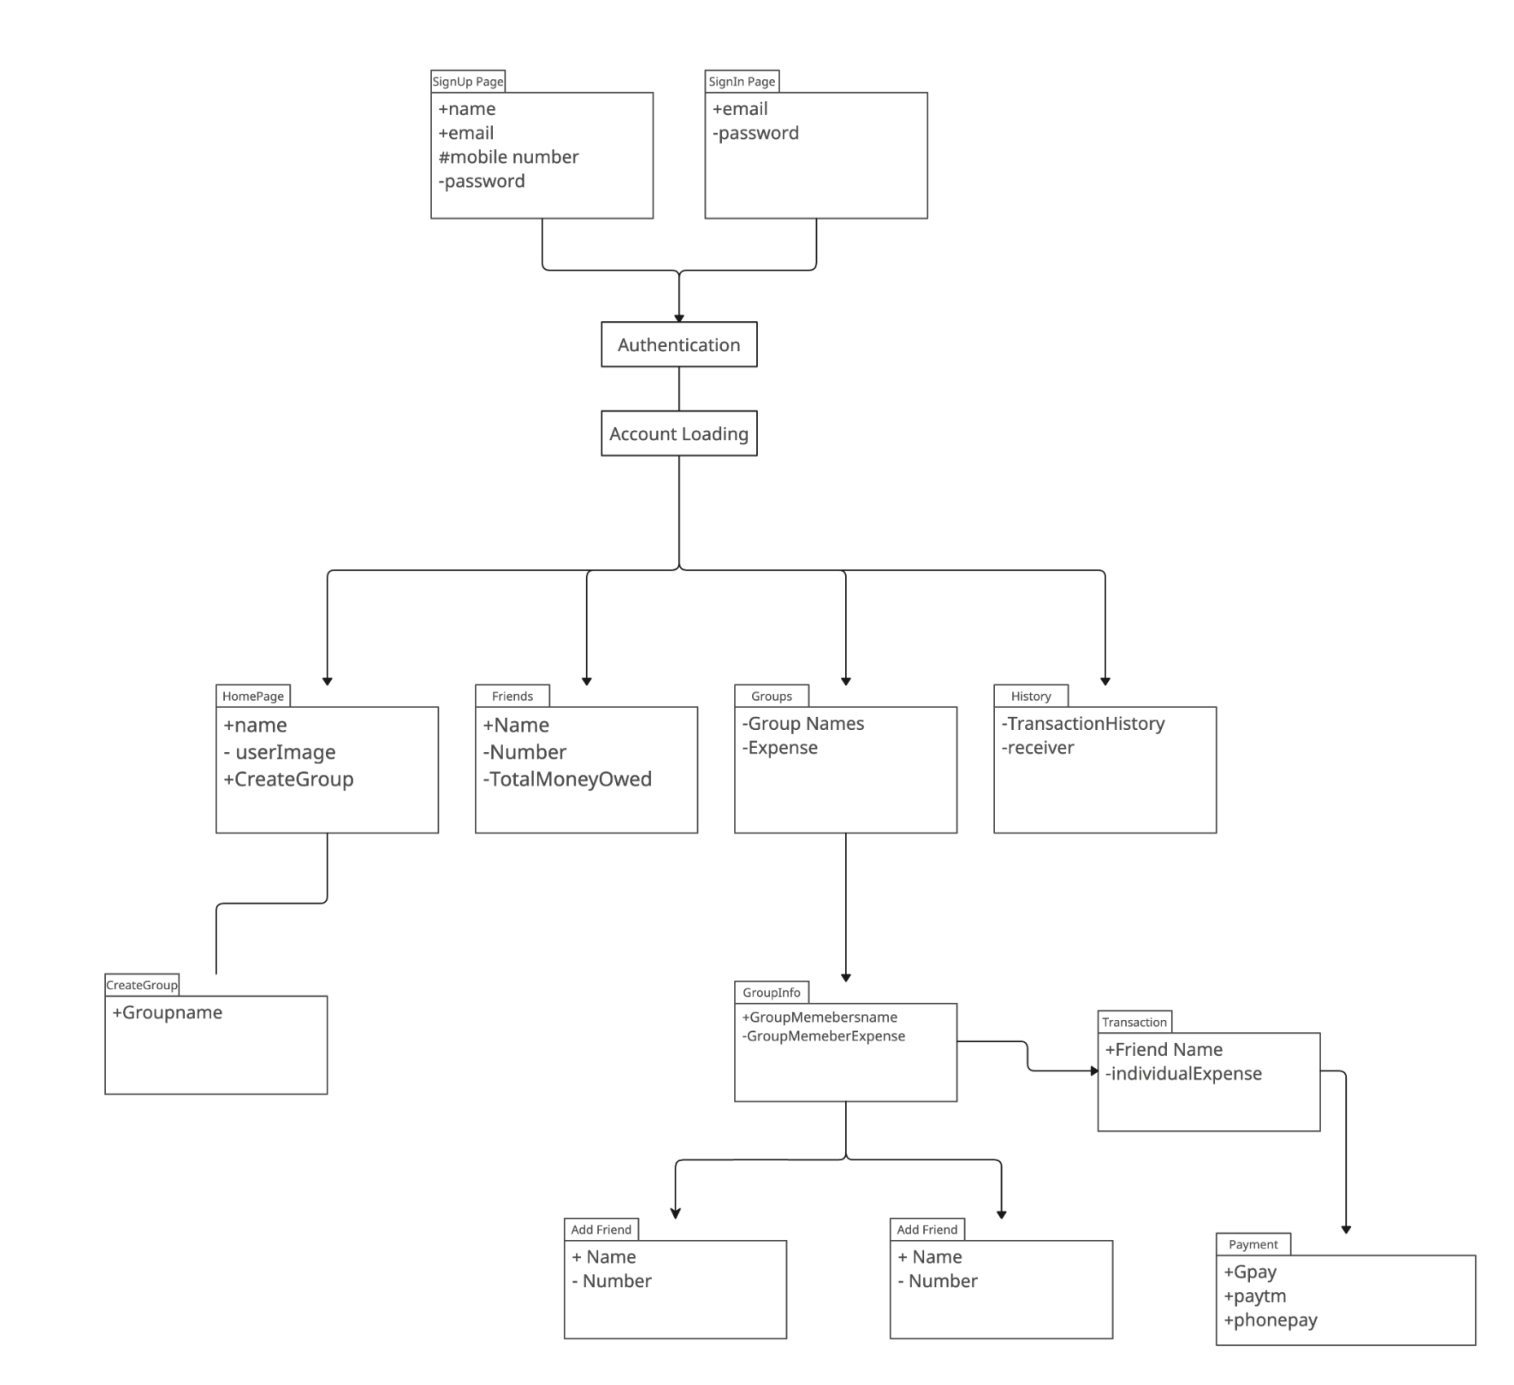 SignUp Page
+name
+email
#mobile number
-password
SignIn Page
+email
-password
Authentication
Account Loading
HomePage
+name
- userImage
+CreateGroup
Friends
+Name
-Number
-TotalMoneyOwed
Groups
-Group Names
-Expense
History
-TransactionHistory
-receiver
CreateGroup
+Groupname
GroupInfo
+GroupMemebersname
-GroupMemeberExpense
Transaction
+Friend Name
-individualExpense
Add Friend
+ Name
- Number
Add Friend
+ Name
- Number
Payment
+Gpay
+paytm
+phonepay